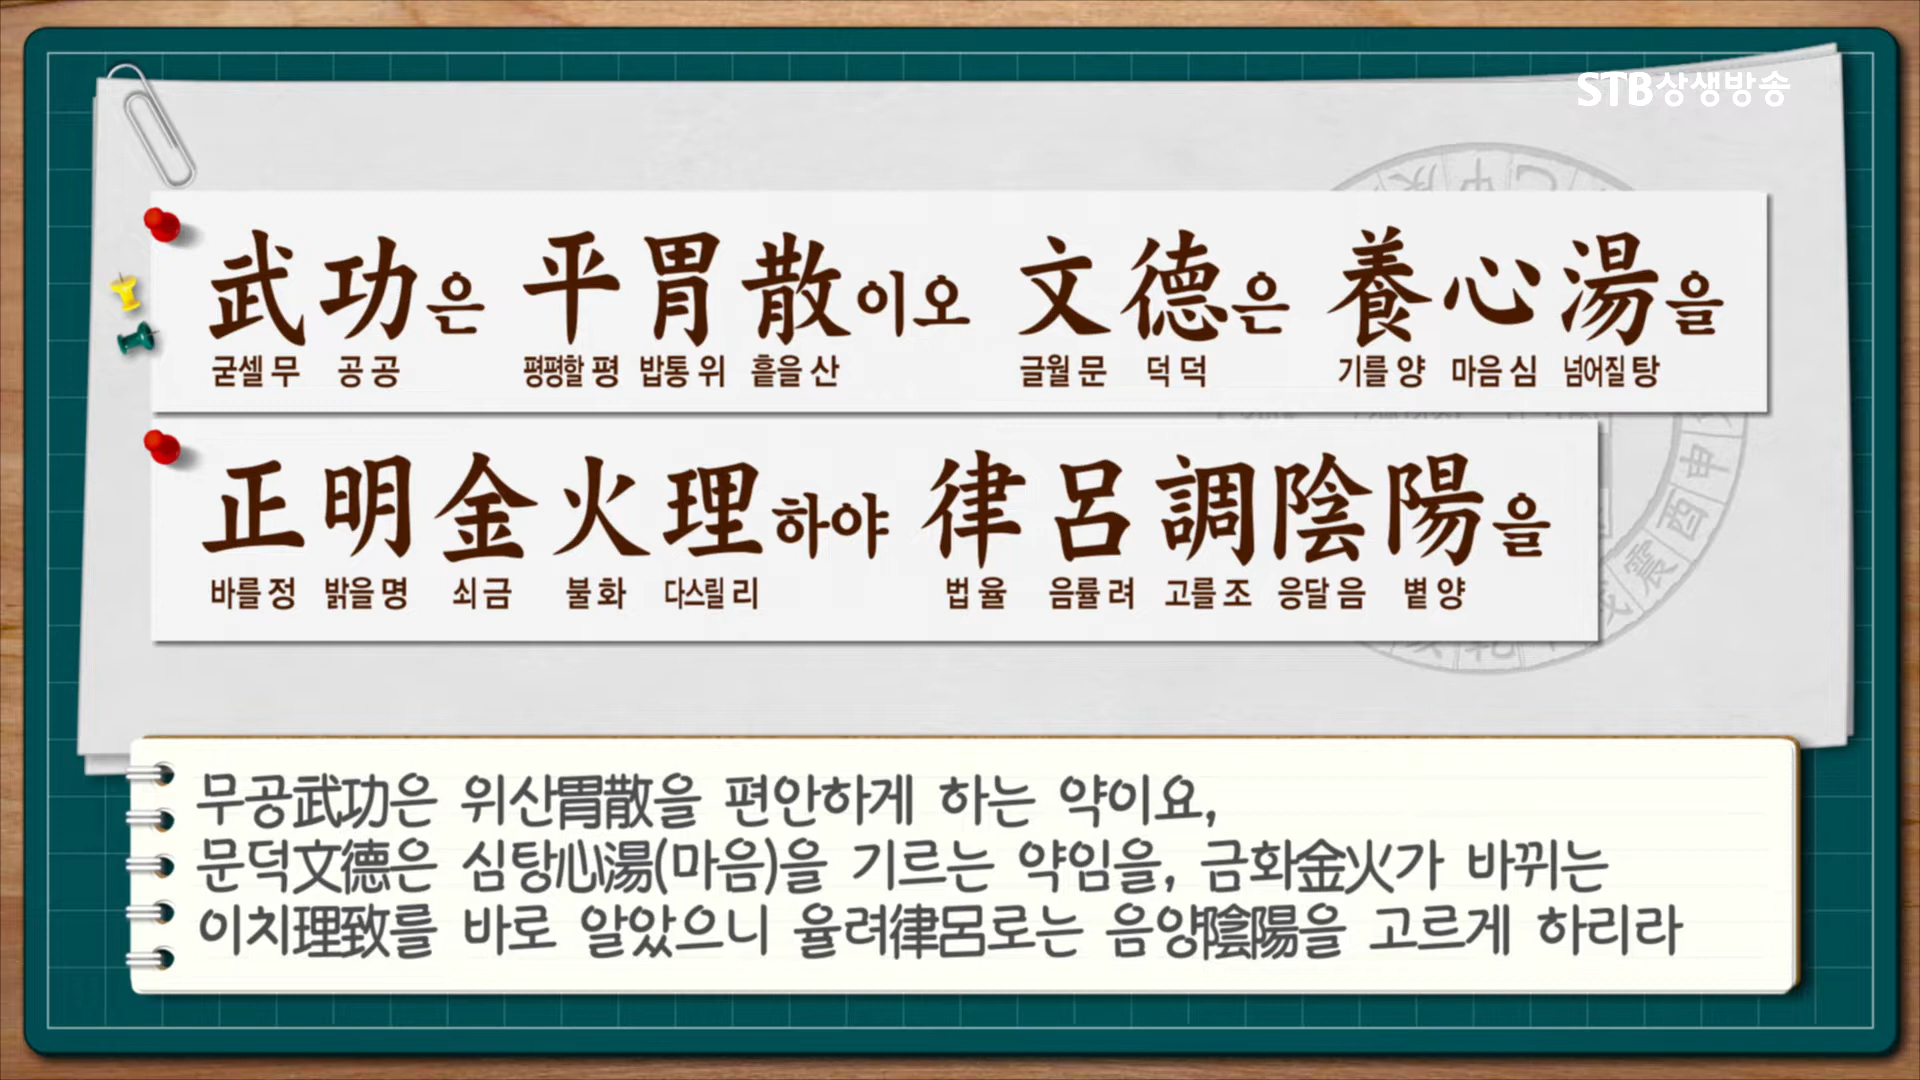 STB상생방송
武功은 平胃散이오 文德은 養心湯을
굳셀 무 공 공 평평할 평 밥통 위 흩을 산 글월 문 덕 덕 기를 양 마음 심 넘어질 탕
正明金火理하야 律呂調陰陽을
바를 정 밝을 명 쇠 금 불 화 다스릴 리 법 율 음률 려 고를 조 응달 음 볕 양
무공武功은 위산胃散을 편안하게 하는 약이요,
문덕文德은 심탕心湯(마음)을 기르는 약임을, 금화金火가 바뀌는
이치理致를 바로 알았으니 율려律呂로는 음양陰陽을 고르게 하리라
申
酉
震